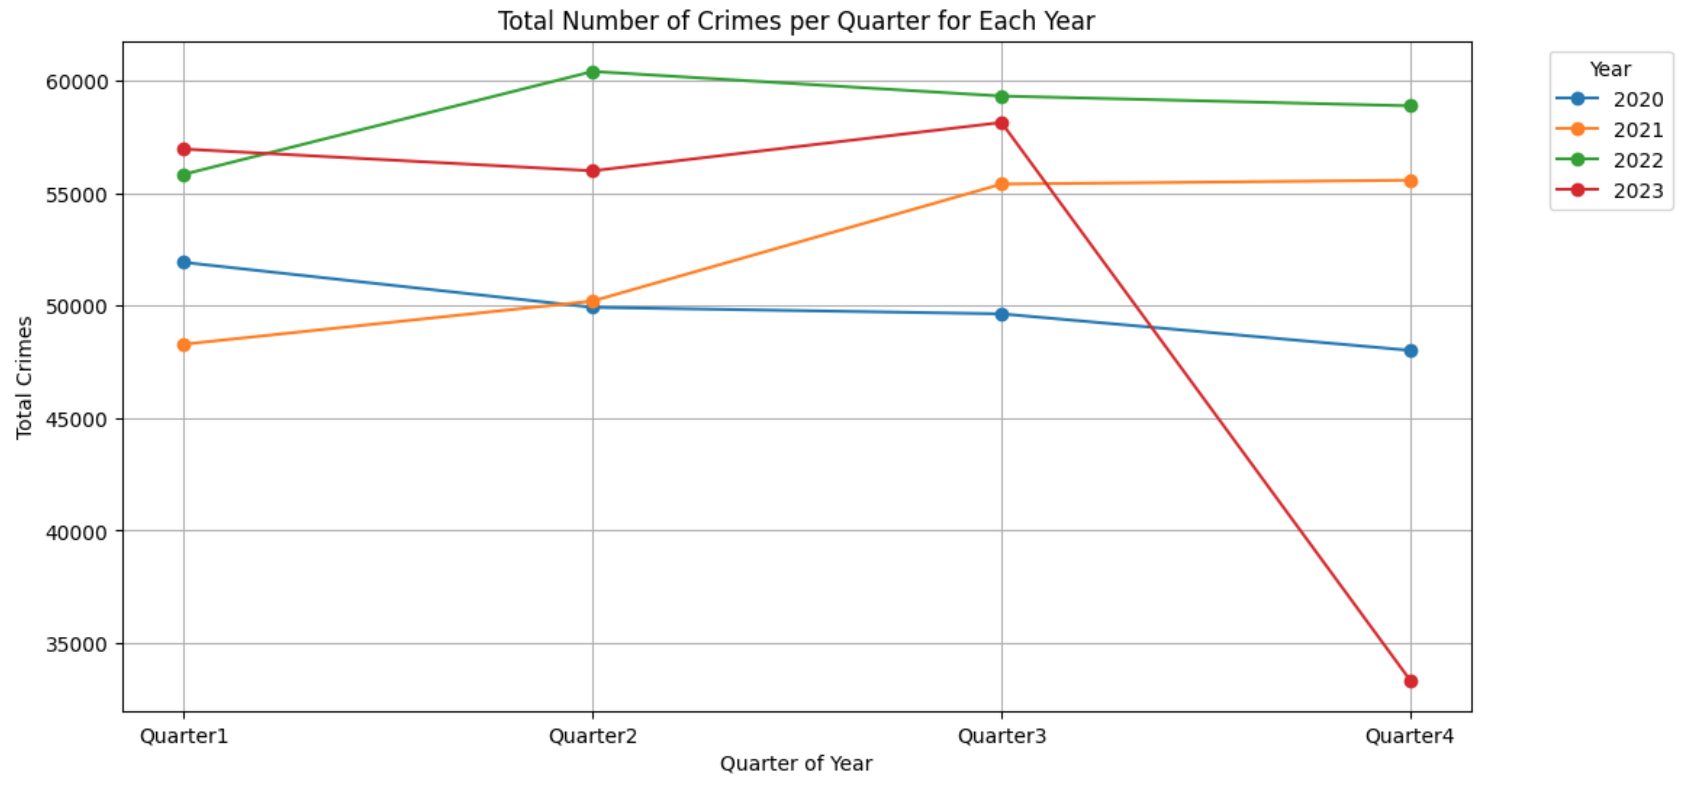 Total Number of Crimes per Quarter for Each Year
Year
2020
2021
2022
2023
60000
55000
50000
45000
40000
35000
Total Crimes
Quarter1
Quarter2
Quarter3
Quarter4
Quarter of Year